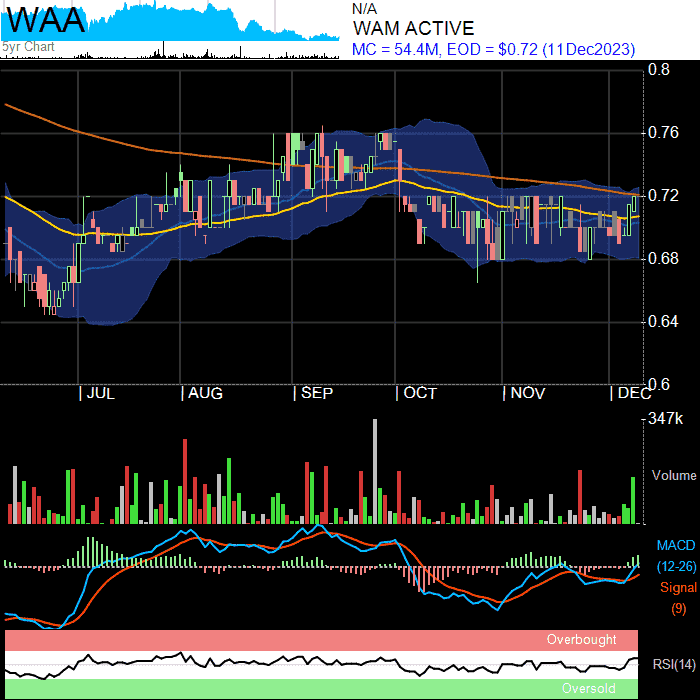 WAA
5yr Chart
N/A
WAM ACTIVE
MC = 54.4M, EOD = $0.72 (11Dec2023)
0.8
0.76
0.72
0.68
0.64
0.6
| JUL | AUG | SEP | OCT | NOV | DEC
347k
Volume
MACD
(12-26)
Signal
(9)
Overbought
RSI(14)
Oversold